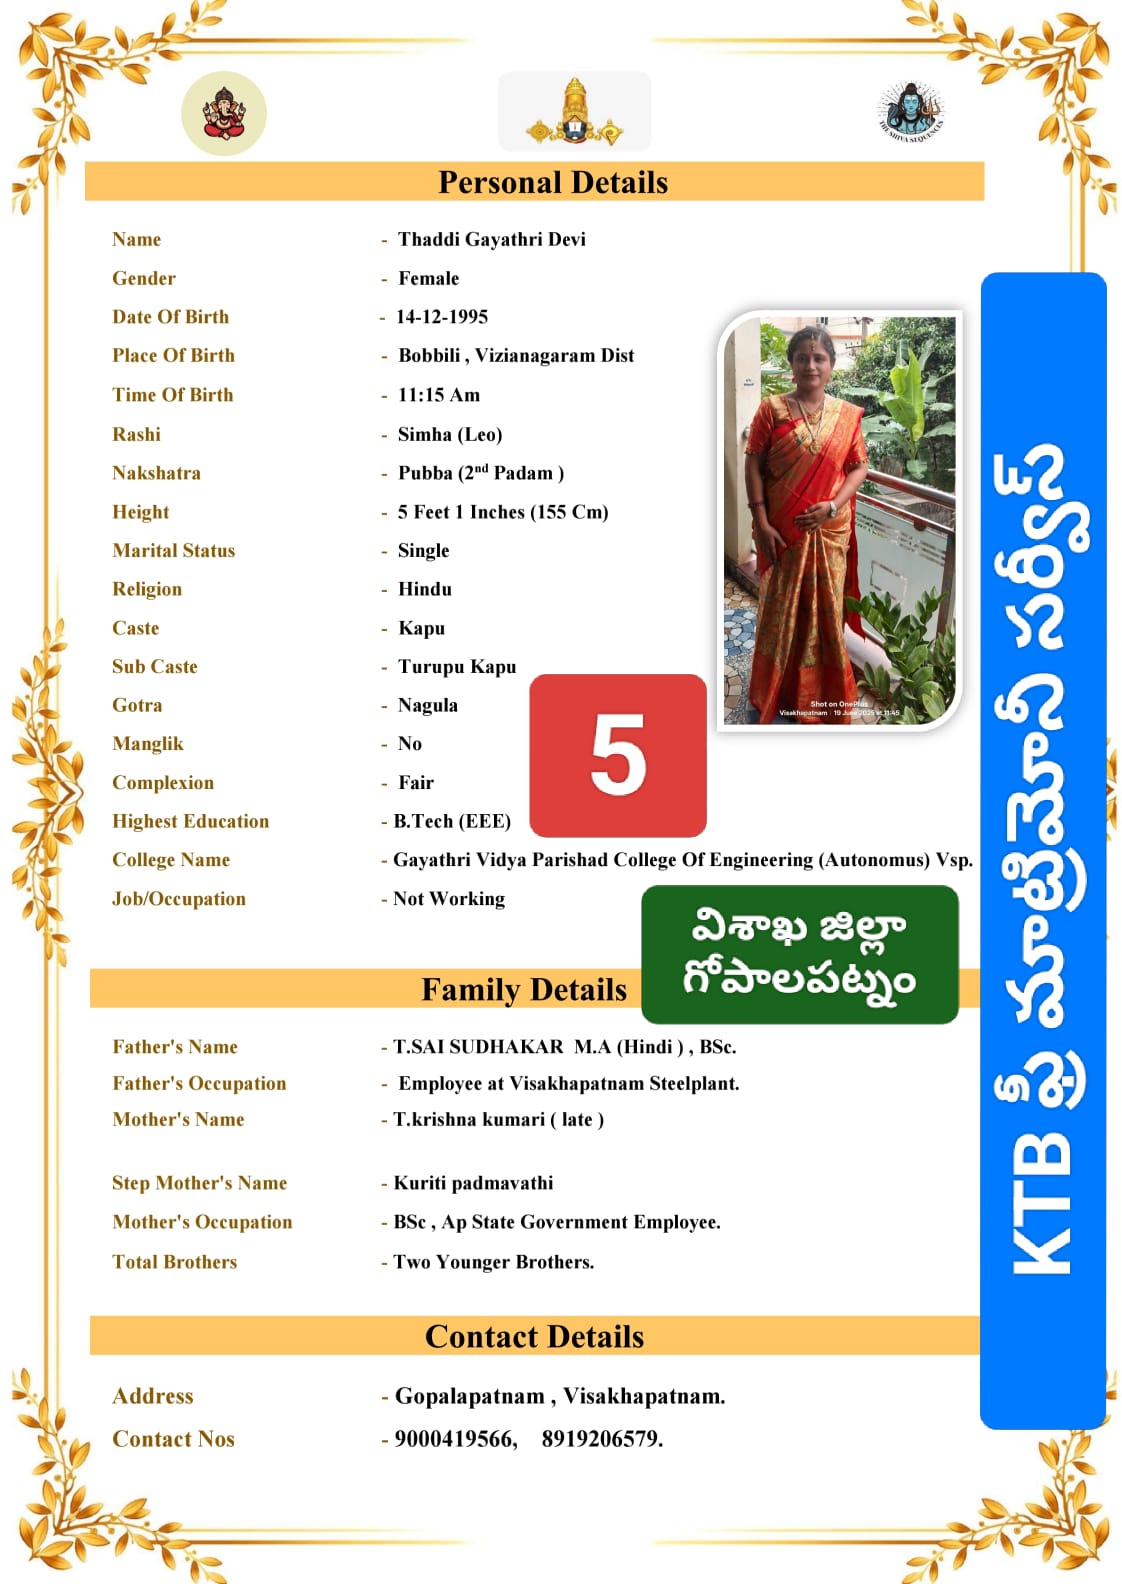 THE SHIVA SEQUENCES
Personal Details
Name - Thaddi Gayathri Devi
Gender - Female
Date Of Birth - 14-12-1995
Place Of Birth - Bobbili , Vizianagaram Dist
Time Of Birth - 11:15 Am
Rashi - Simha (Leo)
Nakshatra - Pubba (2nd Padam )
Height - 5 Feet 1 Inches (155 Cm)
Marital Status - Single
Religion - Hindu
Caste - Kapu
Sub Caste - Turupu Kapu
Gotra - Nagula
Manglik - No
Complexion - Fair
Highest Education - B.Tech (EEE)
College Name - Gayathri Vidya Parishad College Of Engineering (Autonomus) Vsp.
Job/Occupation - Not Working
Shot on OnePlus
Visakhapatnam | 19 June 2025 at 11:45
5
విశాఖ జిల్లా
గోపాలపట్నం
Family Details
Father's Name - T.SAI SUDHAKAR M.A (Hindi ) , BSc.
Father's Occupation - Employee at Visakhapatnam Steelplant.
Mother's Name - T.krishna kumari ( late )
Step Mother's Name - Kuriti padmavathi
Mother's Occupation - BSc , Ap State Government Employee.
Total Brothers - Two Younger Brothers.
Contact Details
Address - Gopalapatnam , Visakhapatnam.
Contact Nos - 9000419566, 8919206579.
KTB ఫ్రీ మాట్రిమోనీ సర్వీస్